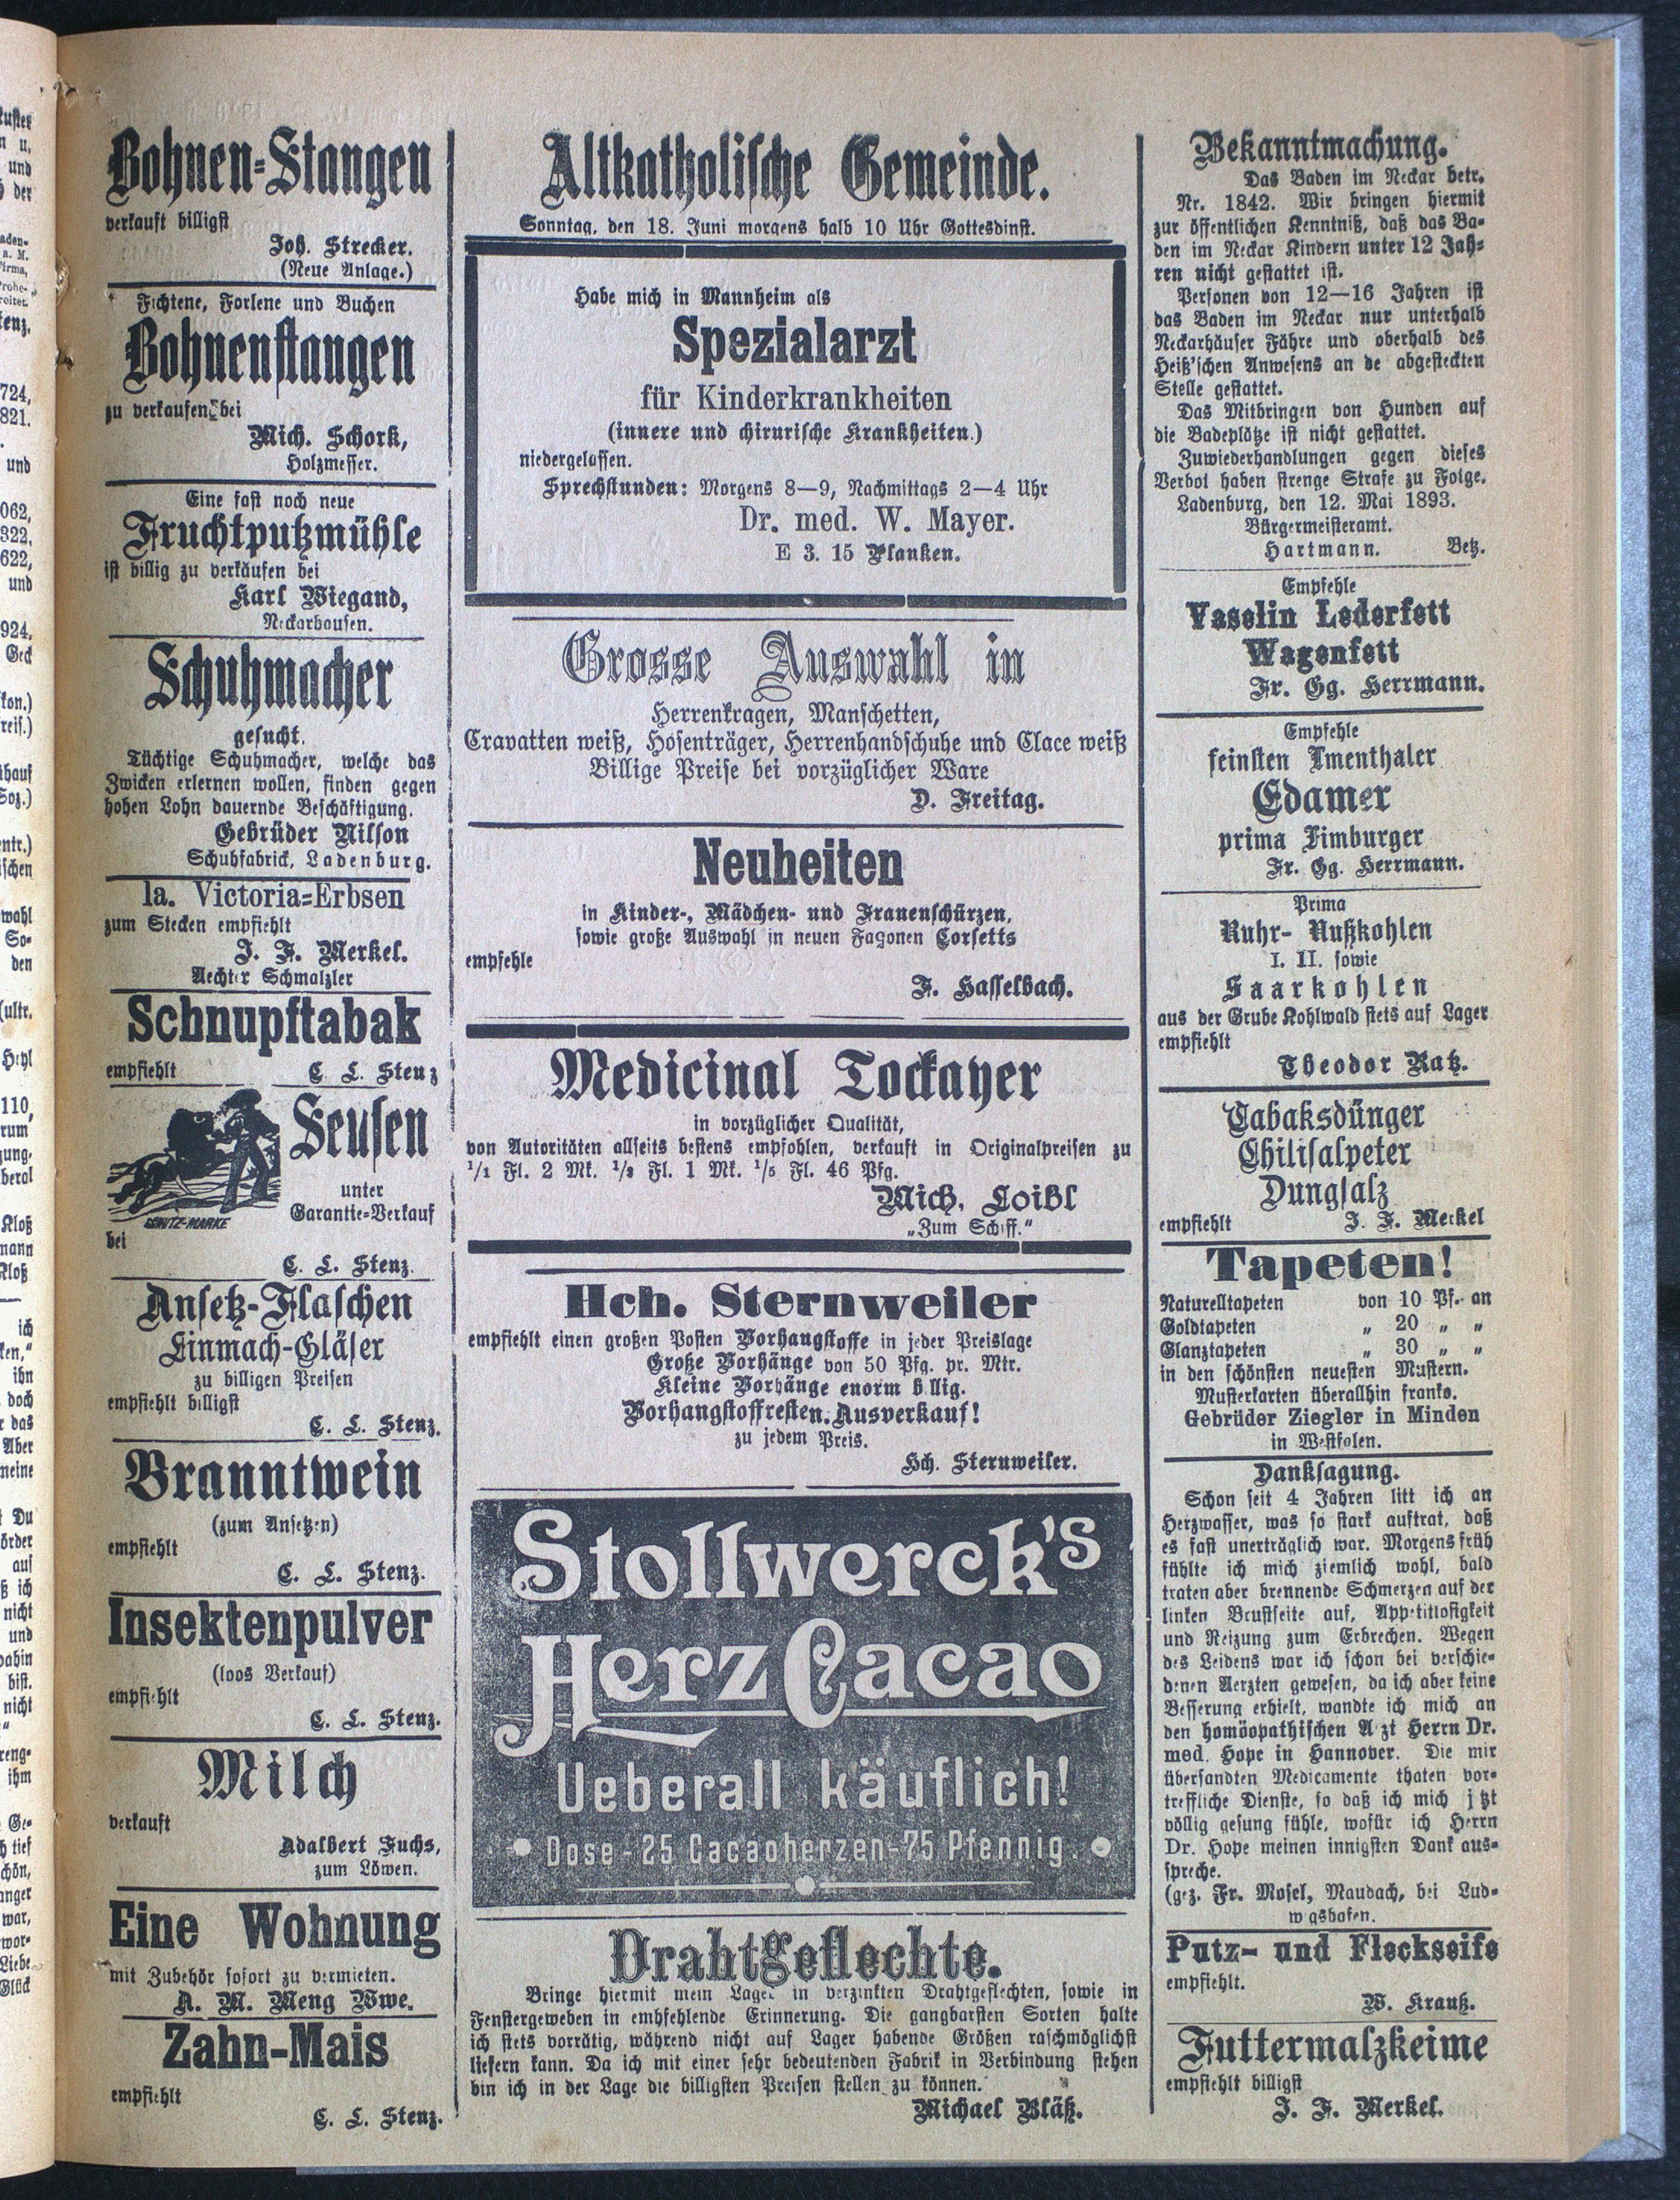 Bohnen-Stangen
verkauft billigst
Joh. Strecker.
(Neue Anlage.)
Fichtene, Forlene und Buchen
Bohnenstangen
zu verkaufen bei
Mich. Schork,
Holzmesser.
Eine fast noch neue
Fruchtputzmühle
ist billig zu verkäufen bei
Karl Wiegand,
Neckarhausen.
Schuhmacher
gesucht.
Tüchtige Schuhmacher, welche das
Zwicken erlernen wollen, finden gegen
hohen Lohn dauernde Beschäftigung.
Gebrüder Nilson
Schuhfabrick, Ladenburg.
1a. Victoria-Erbsen
zum Stecken empfiehlt
J. F. Merkel.
Aechter Schmalzler
Schnupftabak
empfiehlt C. L. Stenz
Sensen
unter
Garantie-Verkauf
SCHUTZ-MARKE
bei
C. L. Stenz.
Ansetz-Flaschen
Einmach-Gläser
zu billigen Preisen
empfiehlt billigst
C. L. Stenz.
Branntwein
(zum Ansetzen)
empfiehlt
C. L. Stenz.
Insektenpulver
(loos Verkauf)
empfiehlt
C. L. Stenz.
Milch
verkauft
Adalbert Fuchs,
zum Löwen.
Eine Wohnung
mit Zubehör sofort zu vermieten.
A. M. Meng Wwe.
Zahn-Mais
empfiehlt
C. L. Stenz.
Altkatholische Gemeinde.
Sonntag, den 18. Juni morgens halb 10 Uhr Gottesdinst.
Habe mich in Mannheim als
Spezialarzt
für Kinderkrankheiten
(innere und chirurische Krankheiten.)
niedergelassen.
Sprechstunden: Morgens 8—9, Nachmittags 2—4 Uhr
Dr. med. W. Mayer.
E 3. 15 Planken.
Grosse Auswahl in
Herrenkragen, Manschetten,
Cravatten weiß, Hosenträger, Herrenhandschuhe und Clace weiß
Billige Preise bei vorzüglicher Ware
D. Freitag.
Neuheiten
in Kinder-, Mädchen- und Frauenschürzen,
sowie große Auswahl in neuen Façonen Corsetts
empfehle
F. Hasselbach.
Medicinal Tockayer
in vorzüglicher Qualität,
von Autoritäten allseits bestens empfohlen, verkauft in Originalpreisen zu
1/1 Fl. 2 Mk. 1/2 Fl. 1 Mk. 1/5 Fl. 46 Pfg.
Mich. Loibl
„Zum Schiff."
Hch. Sternweiler
empfiehlt einen großen Posten Vorhangstoffe in jeder Preislage
Große Vorhänge von 50 Pfg. pr. Mtr.
Kleine Vorhänge enorm billig.
Vorhangstoffresten. Ausverkauf!
zu jedem Preis.
Hch. Sternweiler.
Stollwerck's
Herz Cacao
Ueberall käuflich!
Dose-25 Cacaoherzen-75 Pfennig.
Drahtgeflechte.
Bringe hiermit mein Lager in verzinkten Drahtgeflechten, sowie in
Fenstergeweben in emhfehlende Erinnerung. Die gangbarsten Sorten halte
ich stets vorrätig, während nicht auf Lager habende Größen raschmöglichst
liefern kann. Da ich mit einer sehr bedeutenden Fabrik in Verbindung stehen
bin ich in der Lage die billigsten Preisen stellen zu können.
Michael Bläß.
Bekanntmachung.
Das Baden im Neckar betr.
Nr. 1842. Wir bringen hiermit
zur öffentlichen Kenntniß, daß das Ba-
den im Neckar Kindern unter 12 Jah-
ren nicht gestattet ist.
Personen von 12—16 Jahren ist
das Baden im Neckar nur unterhalb
Neckarhäuser Fähre und oberhalb des
Heiß'schen Anwesens an de abgesteckten
Stelle gestattet.
Das Mitbringen von Hunden auf
die Badeplätze ist nicht gestattet.
Zuwiederhandlungen gegen dieses
Verbot haben strenge Strafe zu Folge.
Ladenburg, den 12. Mai 1893.
Bürgermeisteramt.
Hartmann. Betz.
Empfehle
Vaselin Lederfett
Wagenfett
Fr. Gg. Herrmann.
Empfehle
feinsten Imenthaler
Edamer
prima Limburger
Fr. Gg. Herrmann.
Prima
Ruhr- Nußkohlen
I. II. sowie
Saarkohlen
aus der Grube Kohlwald stets auf Lager
empfiehlt
Theodor Katz.
Tabaksdünger
Chilisalpeter
Dungsalz
empfiehlt J. F. Merkel
Tapeten!
Naturelltapeten von 10 Pf. an
Goldtapeten „ 20 „ „
Glanztapeten „ 30 „ „
in den schönsten neuesten Mustern.
Musterkarten überallhin franko.
Gebrüder Ziegler in Minden
in Westfalen.
Danksagung.
Schon seit 4 Jahren litt ich an
Herzwasser, was so stark auftrat, daß
es fast unerträglich war. Morgens früh
fühlte ich mich ziemlich wohl, bald
traten aber brennende Schmerzen auf der
linken Brustseite auf, Appetitlosigkeit
und Reizung zum Erbrechen. Wegen
des Leidens war ich schon bei verschie-
denen Aerzten gewesen, da ich aber keine
Besserung erhielt, wandte ich mich an
den homöopathischen Arzt Herrn Dr.
med. Hope in Hannover. Die mir
übersandten Medicamente thaten vor-
treffliche Dienste, so daß ich mich jetzt
völlig gesung fühle, wofür ich Herrn
Dr. Hope meinen innigsten Dank aus-
spreche.
(gez. Fr. Mosel, Maudach, bei Lud-
wigshafen.
Putz- und Fleckseife
empfiehlt.
W. Krauß.
Futtermalzkeime
empfiehlt billigst
J. F. Merkel.